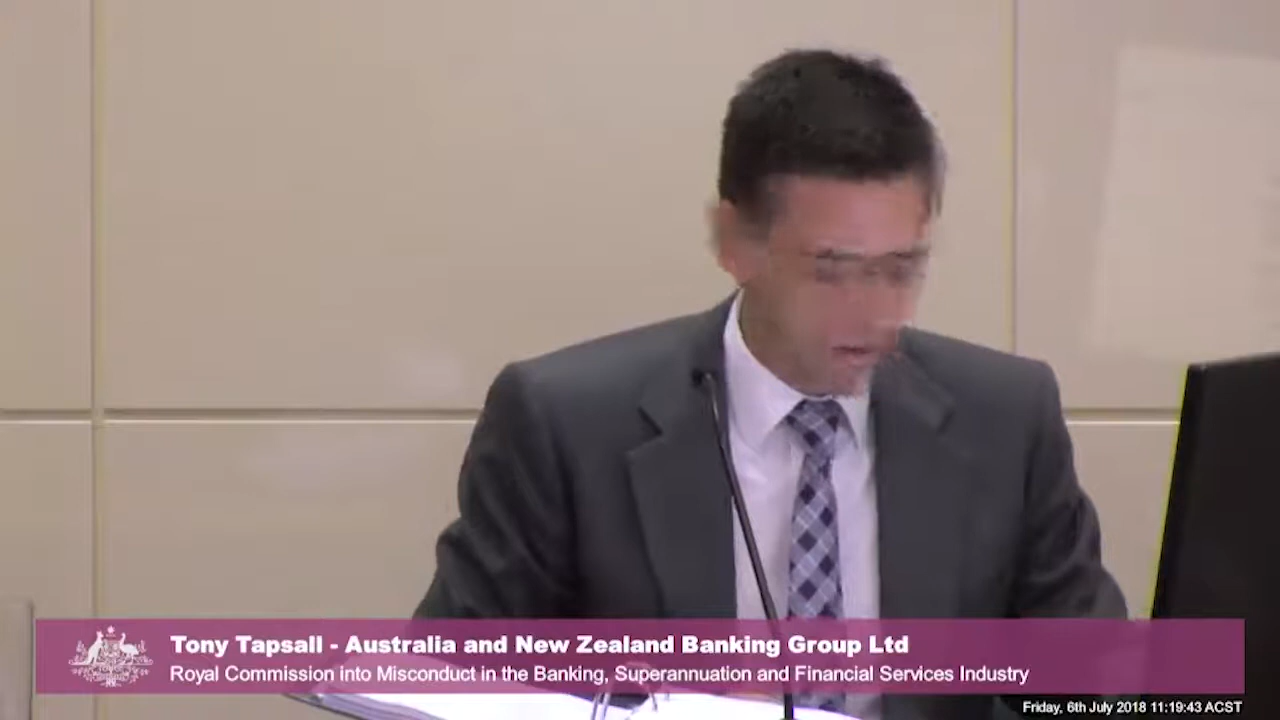 Tony Tapsall - Australia and New Zealand Banking Group Ltd
Royal Commission into Misconduct in the Banking, Superannuation and Financial Services Industry
Friday, 6th July 2018 11:19:43 ACST